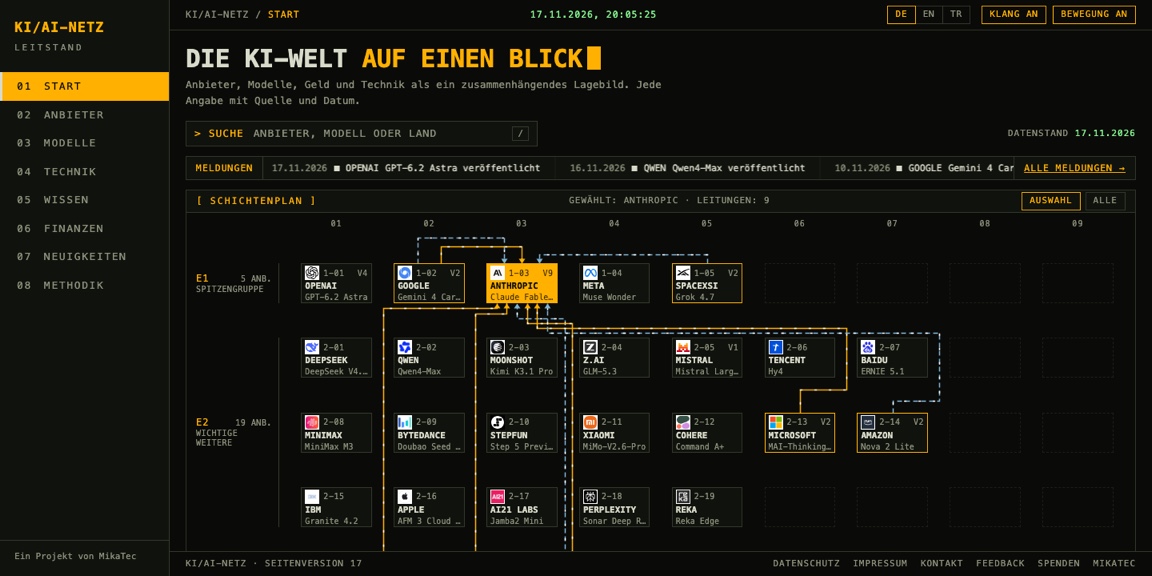 KI/AI-NETZ
LEITSTAND
01 START
02 ANBIETER
03 MODELLE
04 TECHNIK
05 WISSEN
06 FINANZEN
07 NEUIGKEITEN
08 METHODIK
Ein Projekt von MikaTec
KI/AI-NETZ / START
17.11.2026, 20:05:25
DE EN TR KLANG AN BEWEGUNG AN
DIE KI-WELT AUF EINEN BLICK
Anbieter, Modelle, Geld und Technik als ein zusammenhängendes Lagebild. Jede
Angabe mit Quelle und Datum.
> SUCHE ANBIETER, MODELL ODER LAND /
DATENSTAND 17.11.2026
MELDUNGEN 17.11.2026 ■ OPENAI GPT-6.2 Astra veröffentlicht 16.11.2026 ■ QWEN Qwen4-Max veröffentlicht 10.11.2026 ■ GOOGLE Gemini 4 Car ALLE MELDUNGEN →
[ SCHICHTENPLAN ] GEWÄHLT: ANTHROPIC · LEITUNGEN: 9 AUSWAHL ALLE
01 02 03 04 05 06 07 08 09
E1 5 ANB.
SPITZENGRUPPE
1-01 V4
OPENAI
GPT-6.2 Astra
1-02 V2
GOOGLE
Gemini 4 Car…
1-03 V9
ANTHROPIC
Claude Fable…
1-04
META
Muse Wonder
1-05 V2
SPACEXSI
Grok 4.7
2-01
DEEPSEEK
DeepSeek V4.…
2-02
QWEN
Qwen4-Max
2-03
MOONSHOT
Kimi K3.1 Pro
2-04
Z.AI
GLM-5.3
2-05 V1
MISTRAL
Mistral Larg…
2-06
TENCENT
Hy4
2-07
BAIDU
ERNIE 5.1
E2 19 ANB.
WICHTIGE
WEITERE
2-08
MINIMAX
MiniMax M3
2-09
BYTEDANCE
Doubao Seed …
2-10
STEPFUN
Step 5 Previ…
2-11
XIAOMI
MiMo-V2.6-Pro
2-12
COHERE
Command A+
2-13 V2
MICROSOFT
MAI-Thinking…
2-14 V2
AMAZON
Nova 2 Lite
2-15
IBM
Granite 4.2
2-16
APPLE
AFM 3 Cloud …
2-17
AI21 LABS
Jamba2 Mini
2-18
PERPLEXITY
Sonar Deep R…
2-19
REKA
Reka Edge
KI/AI-NETZ · SEITENVERSION 17
DATENSCHUTZ IMPRESSUM KONTAKT FEEDBACK SPENDEN MIKATEC